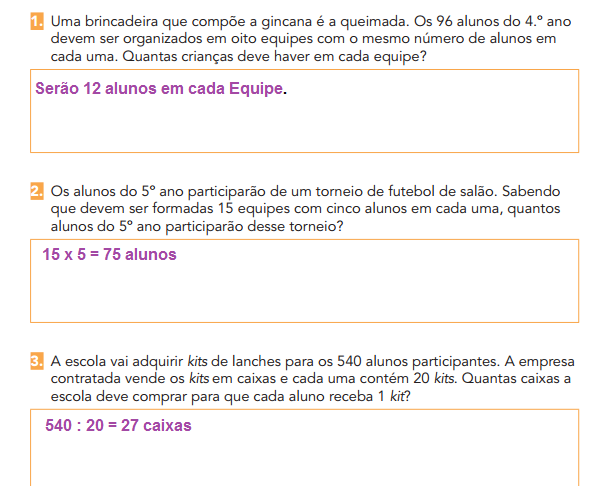 1. Uma brincadeira que compõe a gincana é a queimada. Os 96 alunos do 4.º ano
devem ser organizados em oito equipes com o mesmo número de alunos em
cada uma. Quantas crianças deve haver em cada equipe?
Serão 12 alunos em cada Equipe.
2. Os alunos do 5º ano participarão de um torneio de futebol de salão. Sabendo
que devem ser formadas 15 equipes com cinco alunos em cada uma, quantos
alunos do 5º ano participarão desse torneio?
15 x 5 = 75 alunos
3. A escola vai adquirir kits de lanches para os 540 alunos participantes. A empresa
contratada vende os kits em caixas e cada uma contém 20 kits. Quantas caixas a
escola deve comprar para que cada aluno receba 1 kit?
540 : 20 = 27 caixas